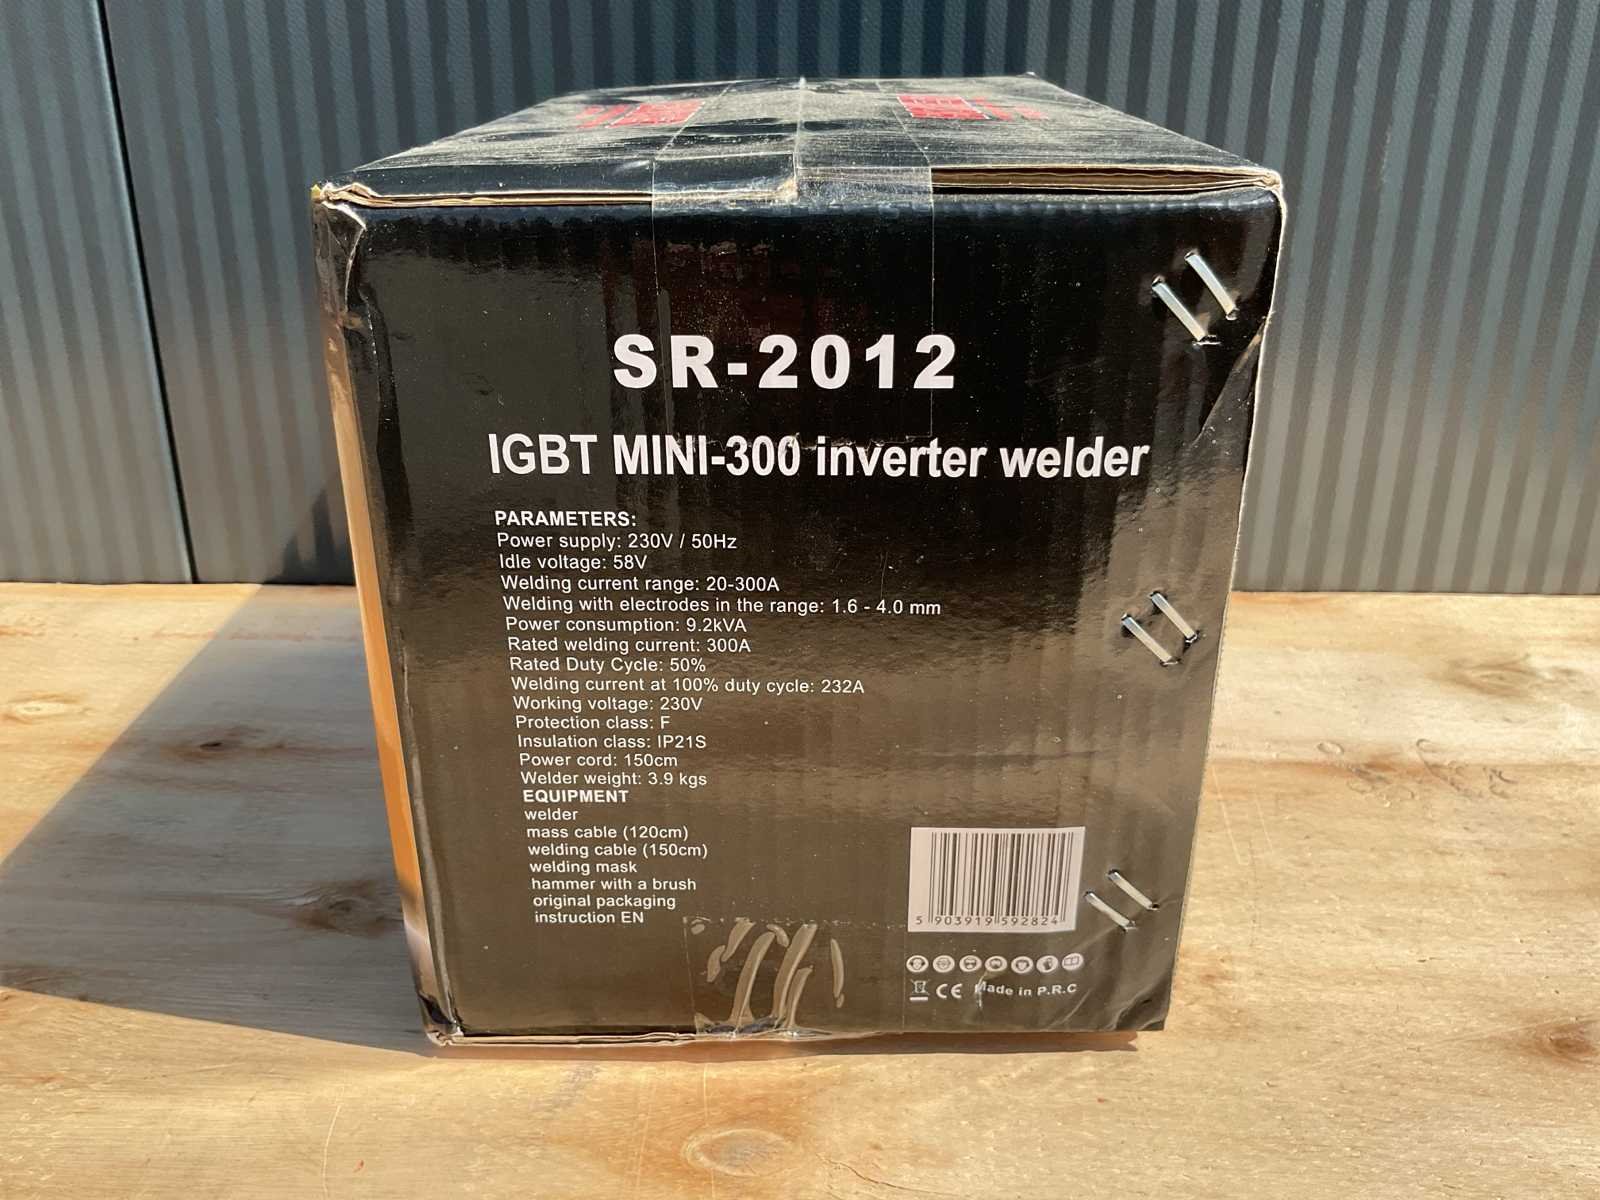 SR-2012
IGBT MINI-300 inverter welder
PARAMETERS:
Power supply: 230V / 50Hz
Idle voltage: 58V
Welding current range: 20-300A
Welding with electrodes in the range: 1.6 - 4.0 mm
Power consumption: 9.2kVA
Rated welding current: 300A
Rated Duty Cycle: 50%
Welding current at 100% duty cycle: 232A
Working voltage: 230V
Protection class: F
Insulation class: IP21S
Power cord: 150cm
Welder weight: 3.9 kgs
EQUIPMENT
welder
mass cable (120cm)
welding cable (150cm)
welding mask
hammer with a brush
original packaging
instruction EN
5 903919 592824
CE Made in P.R.C